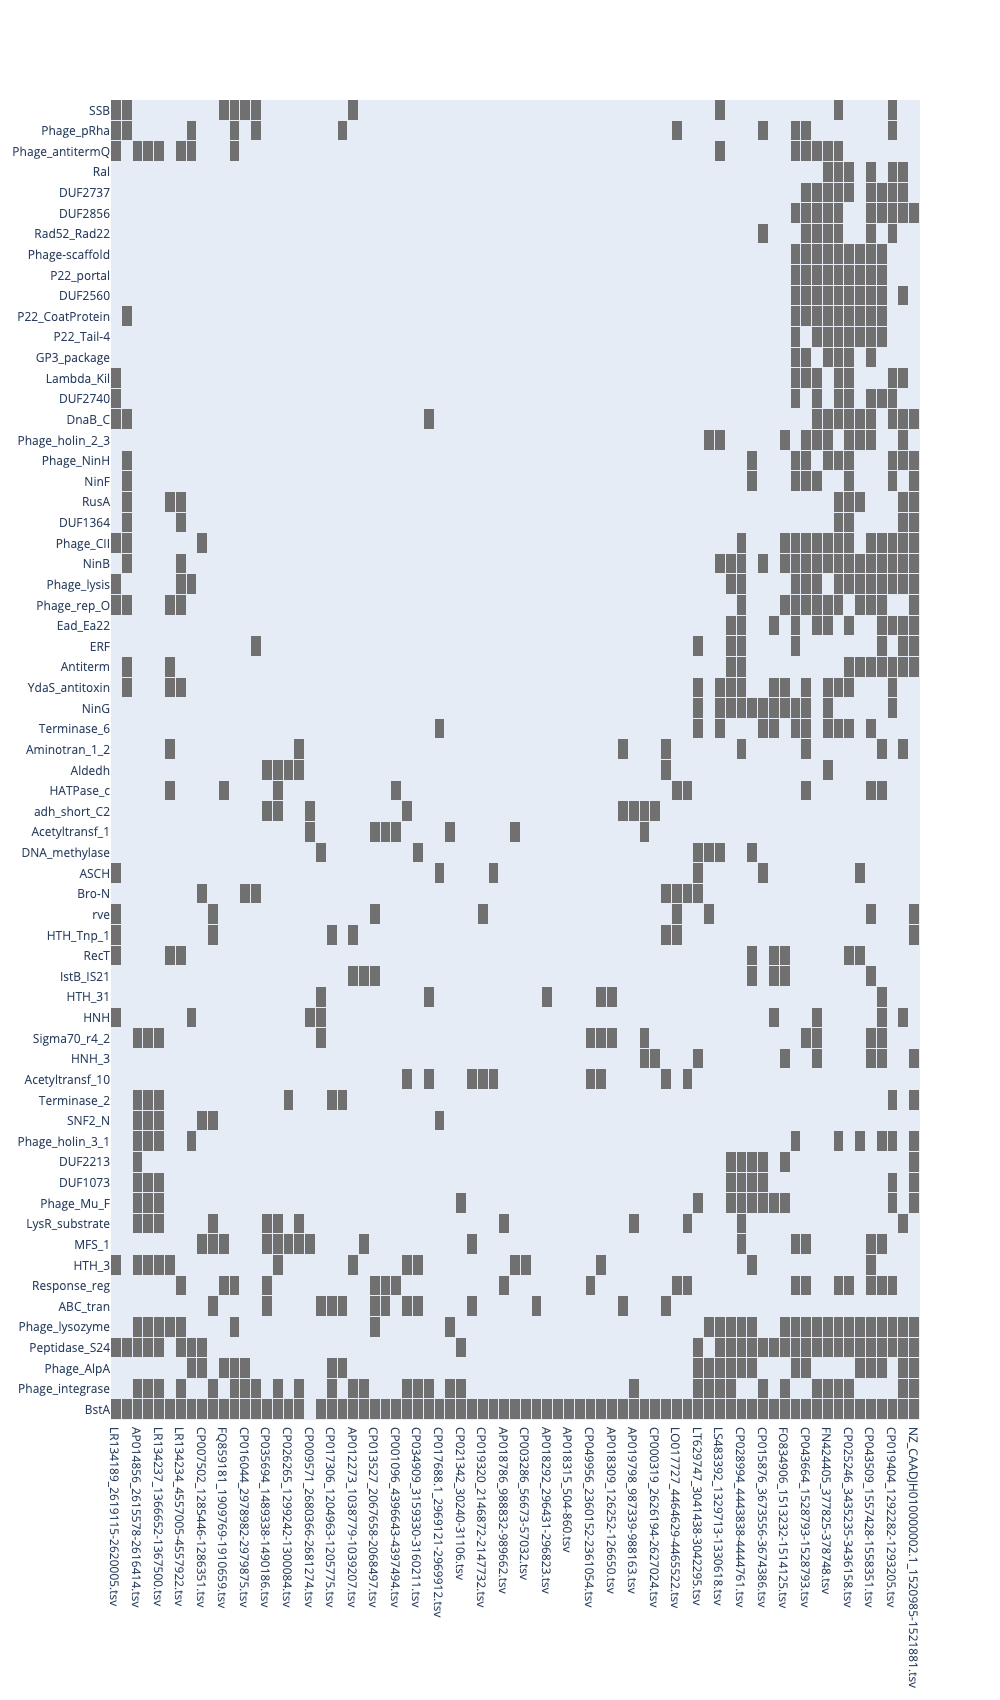 SSB
Phage_pRha
Phage_antitermQ
Ral
DUF2737
DUF2856
Rad52_Rad22
Phage-scaffold
P22_portal
DUF2560
P22_CoatProtein
P22_Tail-4
GP3_package
Lambda_Kil
DUF2740
DnaB_C
Phage_holin_2_3
Phage_NinH
NinF
RusA
DUF1364
Phage_CII
NinB
Phage_lysis
Phage_rep_O
Ead_Ea22
ERF
Antiterm
YdaS_antitoxin
NinG
Terminase_6
Aminotran_1_2
Aldedh
HATPase_c
adh_short_C2
Acetyltransf_1
DNA_methylase
ASCH
Bro-N
rve
HTH_Tnp_1
RecT
IstB_IS21
HTH_31
HNH
Sigma70_r4_2
HNH_3
Acetyltransf_10
Terminase_2
SNF2_N
Phage_holin_3_1
DUF2213
DUF1073
Phage_Mu_F
LysR_substrate
MFS_1
HTH_3
Response_reg
ABC_tran
Phage_lysozyme
Peptidase_S24
Phage_AlpA
Phage_integrase
BstA
LR134189_2619115-2620005.tsv
AP014856_2615578-2616414.tsv
LR134237_1366652-1367500.tsv
LR134234_4557005-4557922.tsv
CP007502_1285446-1286351.tsv
FQ859181_1909769-1910659.tsv
CP016044_2978982-2979875.tsv
CP035694_1489338-1490186.tsv
CP026265_1299242-1300084.tsv
CP009571_2680366-2681274.tsv
CP017306_1204963-1205775.tsv
AP012273_1038779-1039207.tsv
CP013527_2067658-2068497.tsv
CP001096_4396643-4397494.tsv
CP034909_3159330-3160211.tsv
CP017688.1_2969121-2969912.tsv
CP021342_30240-31106.tsv
CP019320_2146872-2147732.tsv
AP018786_988832-989662.tsv
CP003286_56673-57032.tsv
AP018292_296431-296823.tsv
AP018315_504-860.tsv
CP049956_2360152-2361054.tsv
AP018309_126252-126650.tsv
AP019798_987339-988163.tsv
CP000319_2626194-2627024.tsv
LO017727_4464629-4465522.tsv
LT629747_3041438-3042295.tsv
LS483392_1329713-1330618.tsv
CP028994_4443838-4444761.tsv
CP015876_3673556-3674386.tsv
FO834906_1513232-1514125.tsv
CP043664_1528793-1528793.tsv
FN424405_377825-378748.tsv
CP025246_3435235-3436158.tsv
CP043509_1557428-1558351.tsv
CP019404_1292282-1293205.tsv
NZ_CAADJH010000002.1_1520985-1521881.tsv